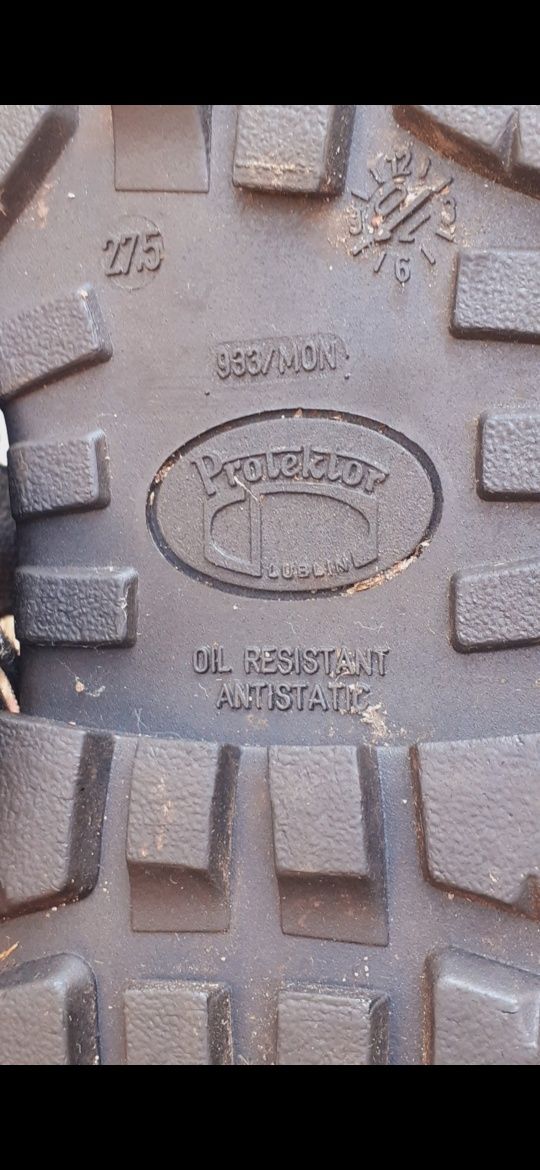 12
3
6
9
27.5
933/MON
Protektor
LUBLIN
OIL RESISTANT
ANTISTATIC